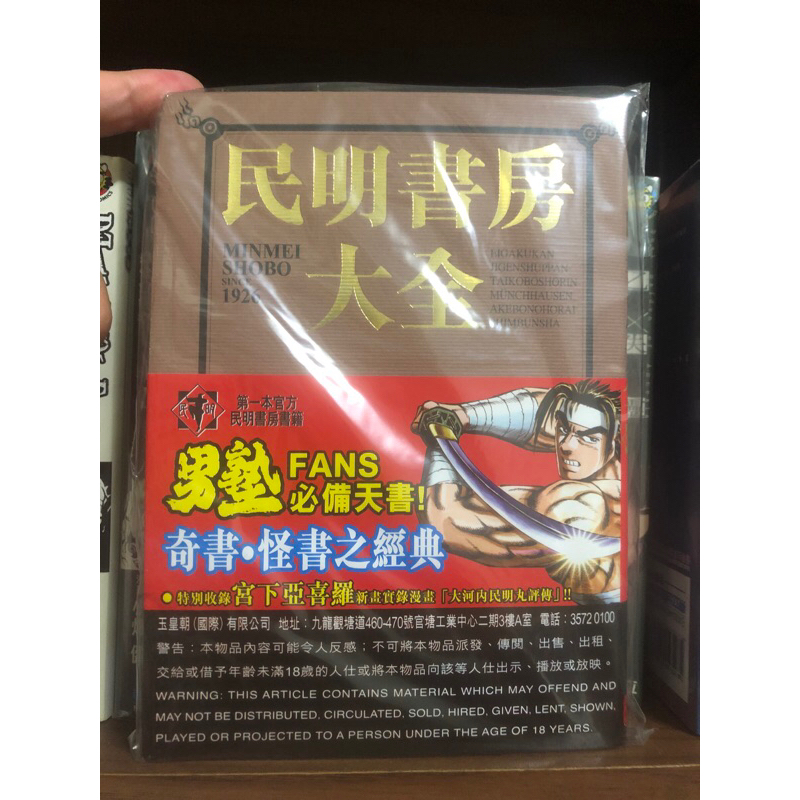 民明書房
大全
MINMEI
SHOBO
SINCE
1926
EIGAKUKAN
JIGENSHUPPAN
TAIKOBOSHORIN
MÜNCHHAUSEN
AKEBONOHORAI
SHIMBUNSHA
民明
第一本官方
民明書房書籍
男塾 FANS
必備天書!
奇書•怪書之經典
•特別收錄宮下亞喜羅新畫實錄漫畫「大河內民明丸評傳」!!
玉皇朝(國際)有限公司 地址:九龍觀塘道460-470號官塘工業中心二期3樓A室 電話:3572 0100
警告:本物品內容可能令人反感;不可將本物品派發、傳閱、出售、出租、
交給或借予年齡未滿18歲的人仕或將本物品向該等人仕出示、播放或放映。
WARNING: THIS ARTICLE CONTAINS MATERIAL WHICH MAY OFFEND AND
MAY NOT BE DISTRIBUTED, CIRCULATED, SOLD, HIRED, GIVEN, LENT, SHOWN,
PLAYED OR PROJECTED TO A PERSON UNDER THE AGE OF 18 YEARS.